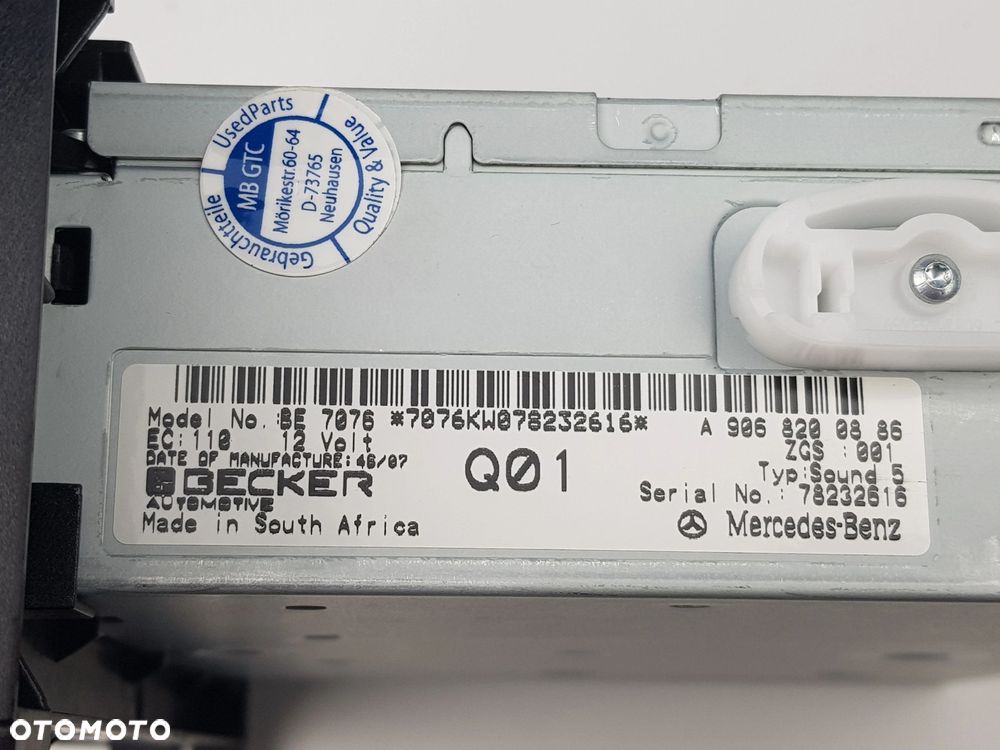 UsedParts
Quality & Value
Gebrauchtteile
MB GTC
Mörikestr.60-64
D-73765
Neuhausen
Model No.:BE 7076 *7076KW078232616* A 906 820 08 86
EC:110 12 Volt ZGS :001
DATE OF MANUFACTURE:46/07 Q01 Typ:Sound 5
BECKER Serial No.: 78232616
AUTOMOTIVE
Made in South Africa Mercedes-Benz
OTOMOTO